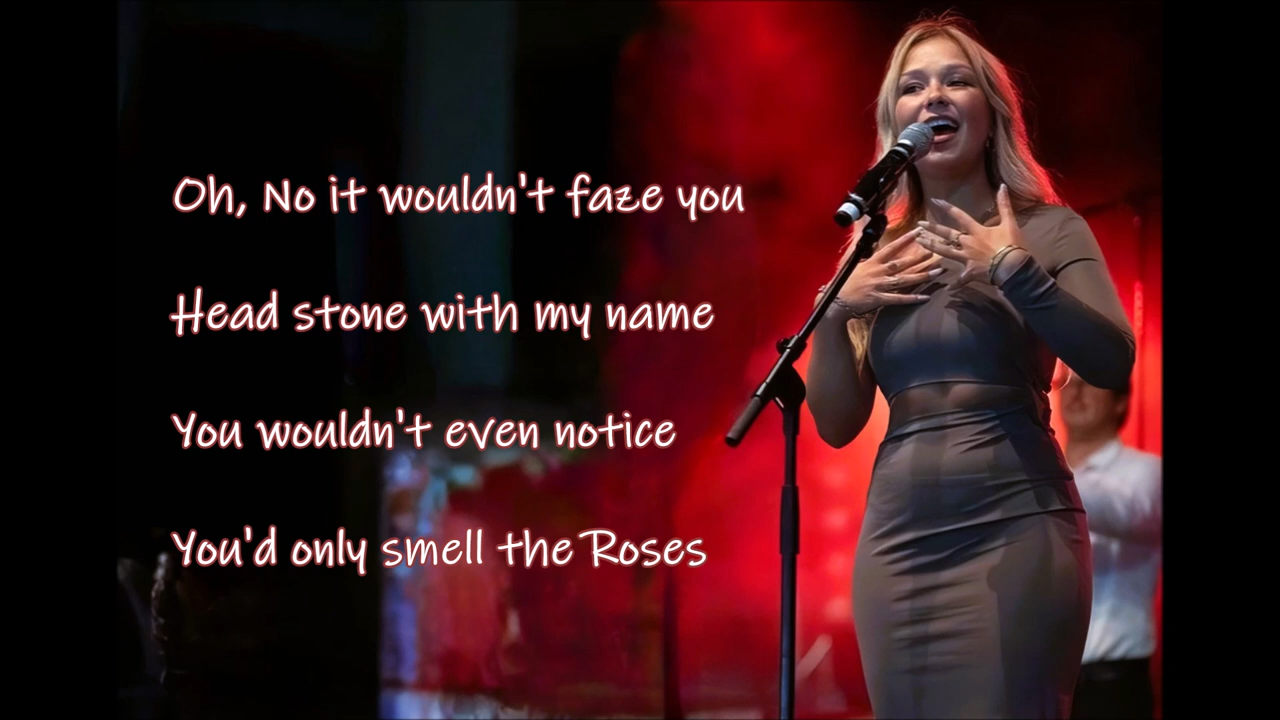 Oh, No it wouldn't faze you
Head stone with my name
You wouldn't even notice
You'd only smell the Roses